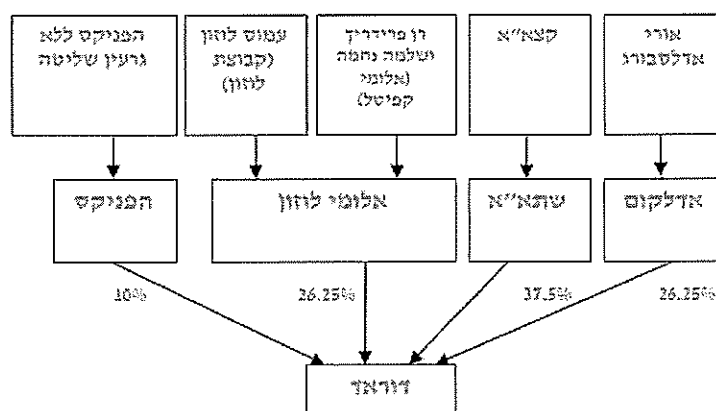 אורי
אדלסבורג
קצא״א
רן פרידריך
ושלמה נחמה
(אלומי
קפיטל)
עמוס לוזון
(קבוצת
לוזון)
הפניקס ללא
גרעין שליטה
אדלקום
שתא״א
אלומי לוזון
הפניקס
26.25%
37.5%
26.25%
10%
דוראד